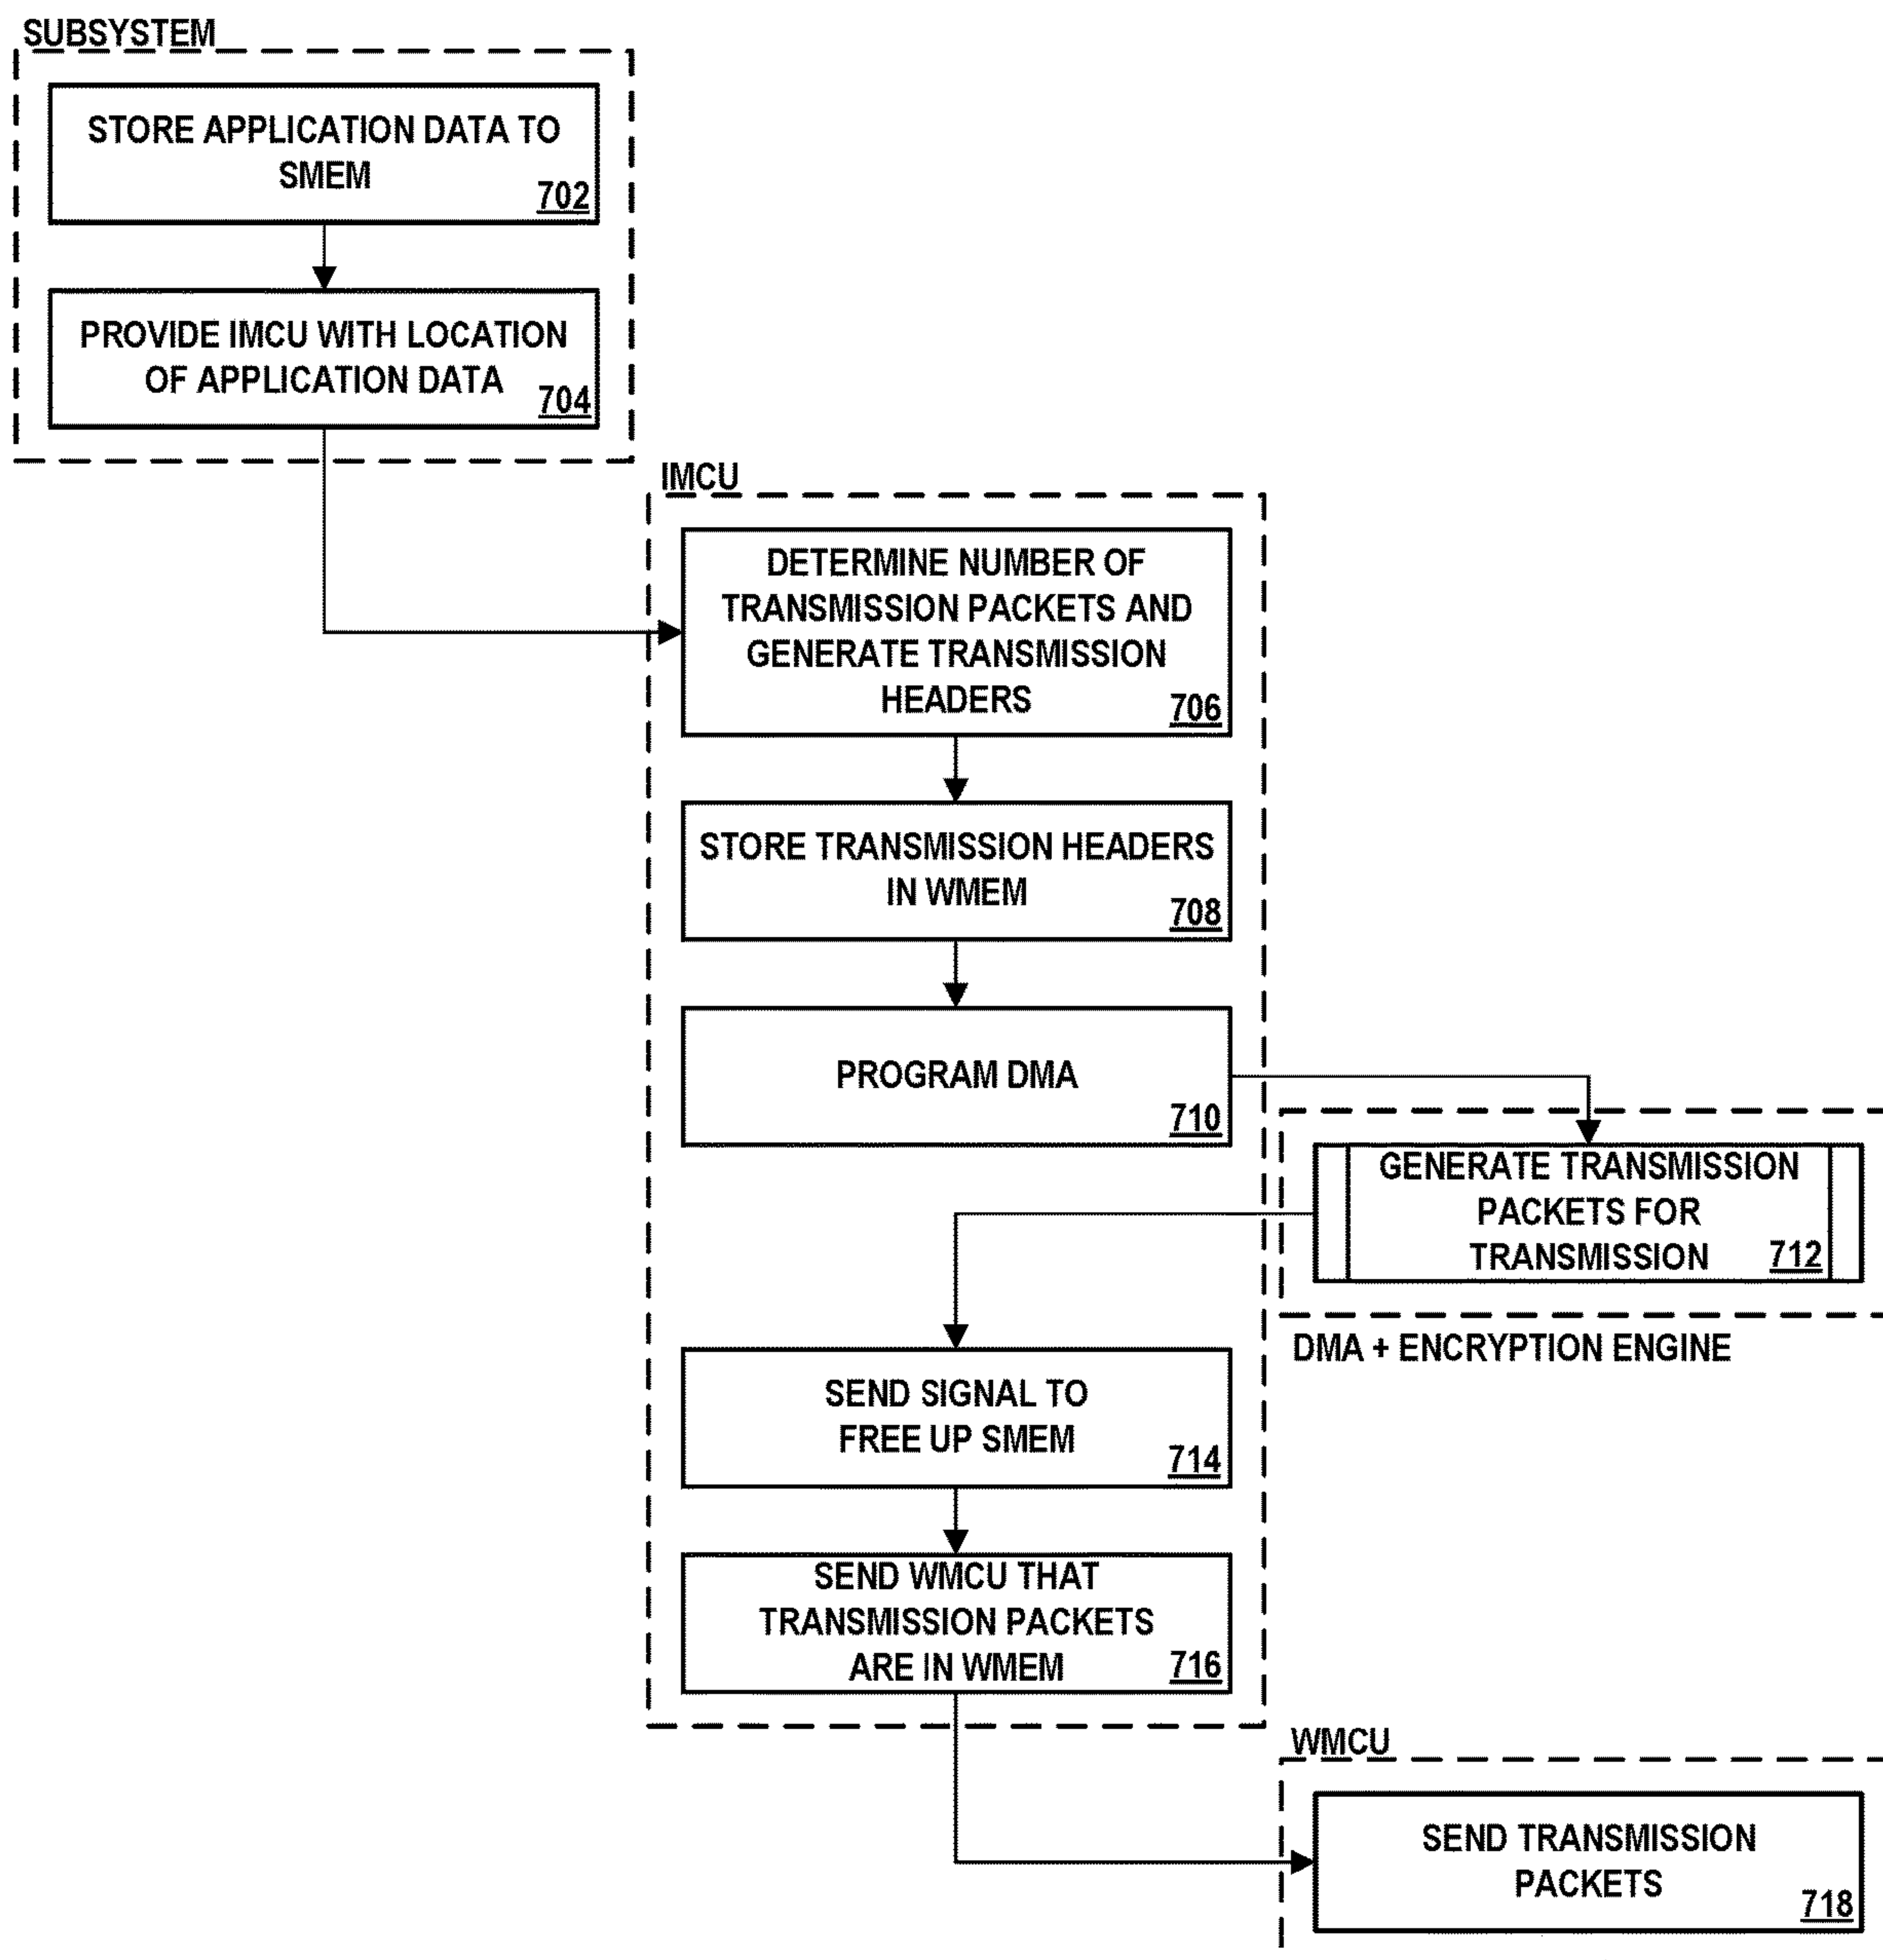 SUBSYSTEM
STORE APPLICATION DATA TO
SMEM
702
PROVIDE IMCU WITH LOCATION
OF APPLICATION DATA
704
IMCU
DETERMINE NUMBER OF
TRANSMISSION PACKETS AND
GENERATE TRANSMISSION
HEADERS
706
STORE TRANSMISSION HEADERS
IN WMEM
708
PROGRAM DMA
710
GENERATE TRANSMISSION
PACKETS FOR
TRANSMISSION
712
DMA + ENCRYPTION ENGINE
SEND SIGNAL TO
FREE UP SMEM
714
SEND WMCU THAT
TRANSMISSION PACKETS
ARE IN WMEM
716
WMCU
SEND TRANSMISSION
PACKETS
718